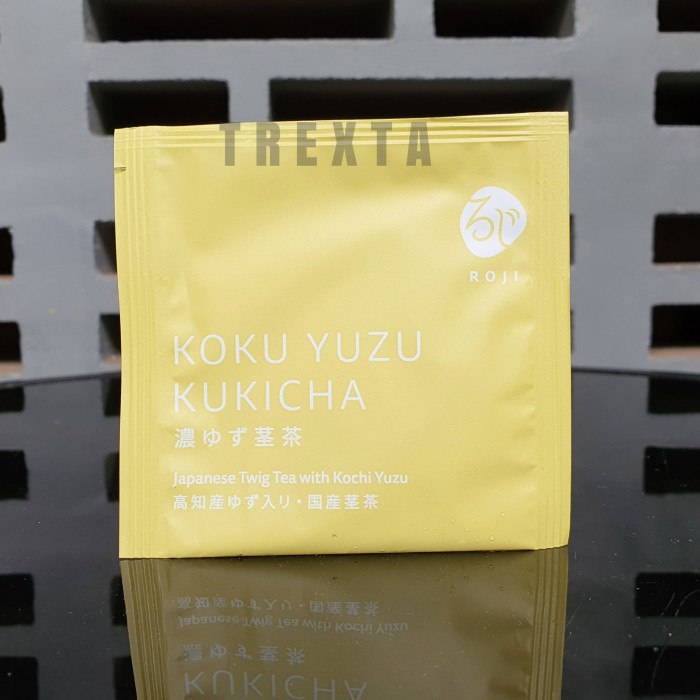 TREXTA
ろじ
ROJI
KOKU YUZU
KUKICHA
濃ゆず茎茶
Japanese Twig Tea with Kochi Yuzu
高知産ゆず入り・国産茎茶